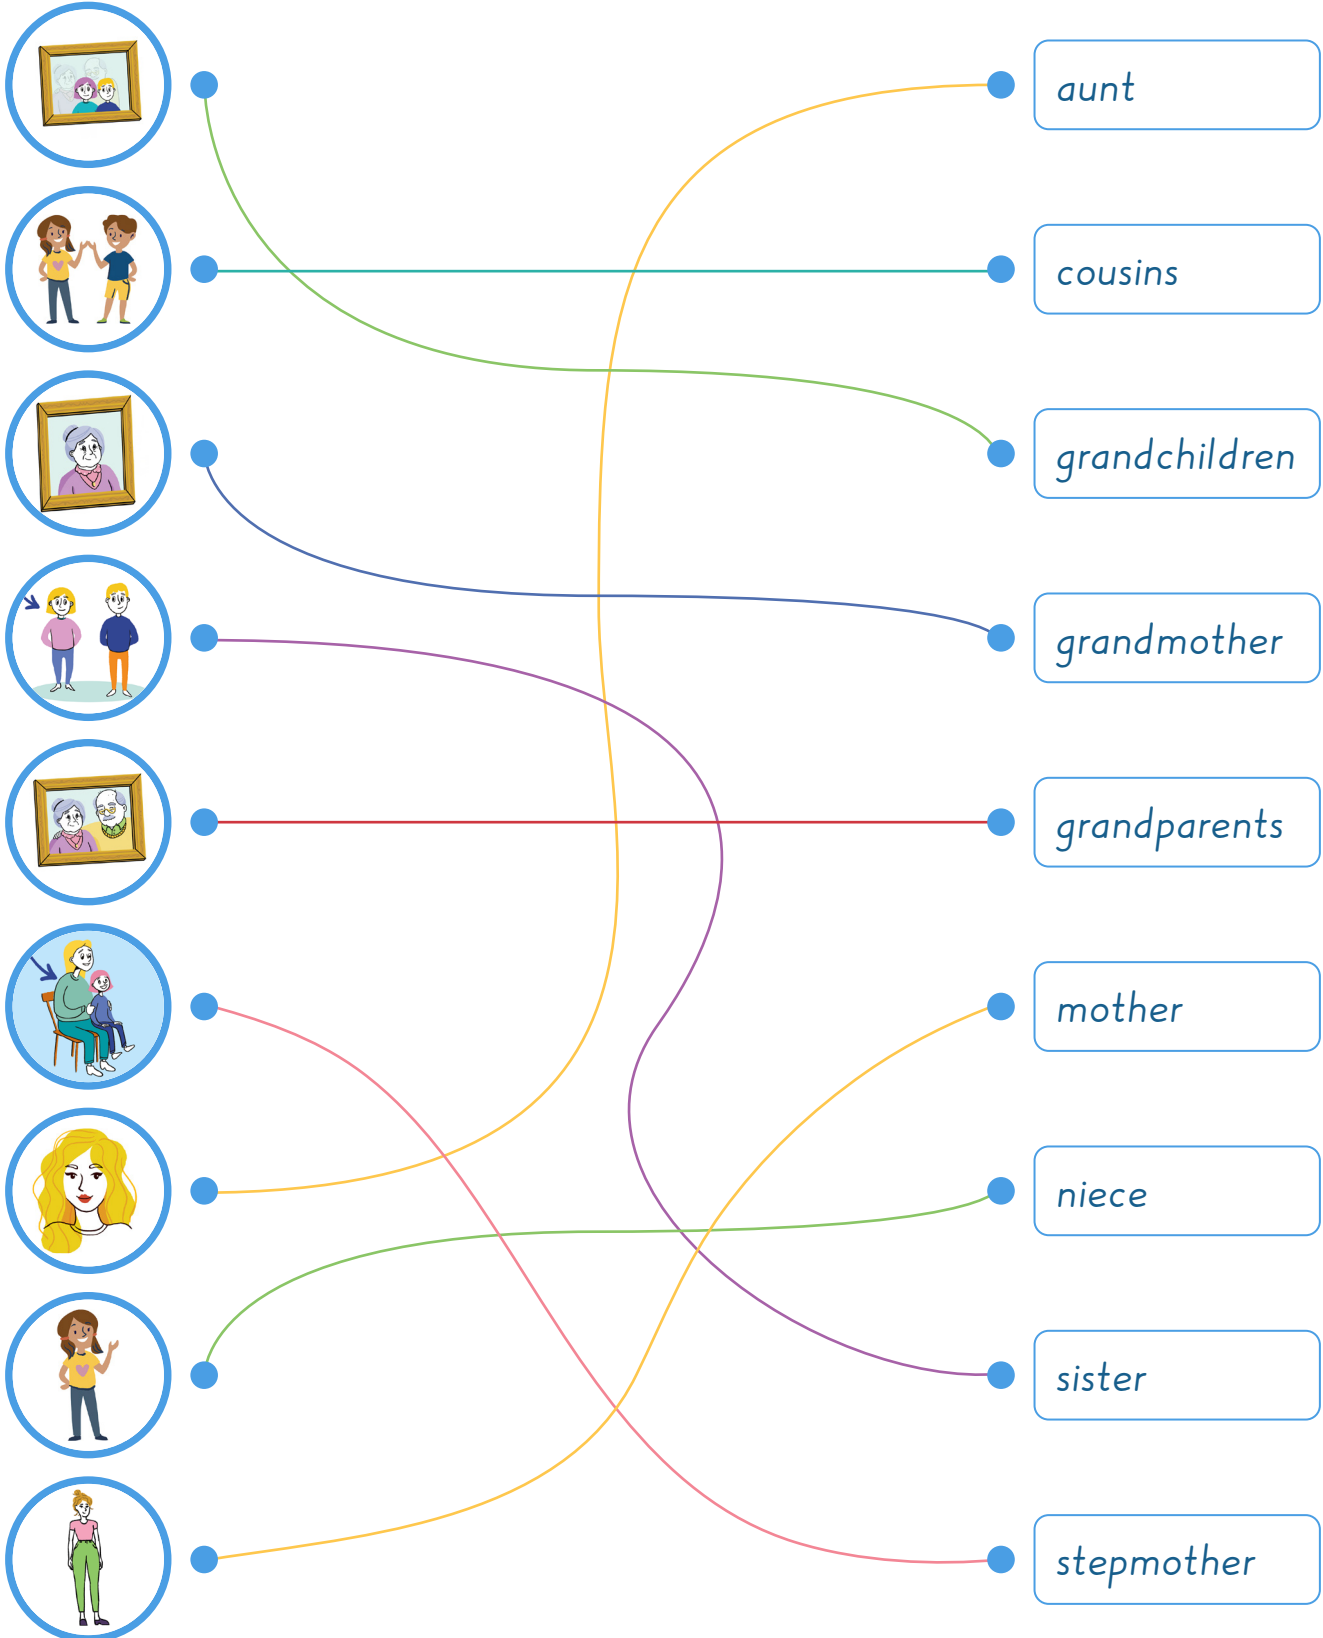 aunt
cousins
grandchildren
grandmother
grandparents
mother
niece
sister
stepmother